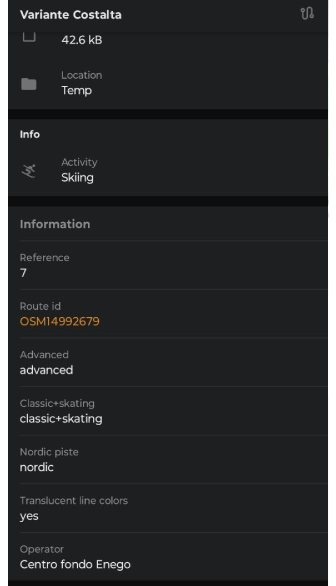 Variante Costalta
42.6 kB
Location
Temp
Info
Activity
Skiing
Information
Reference
7
Route id
OSM14992679
Advanced
advanced
Classic+skating
classic+skating
Nordic piste
nordic
Translucent line colors
yes
Operator
Centro fondo Enego